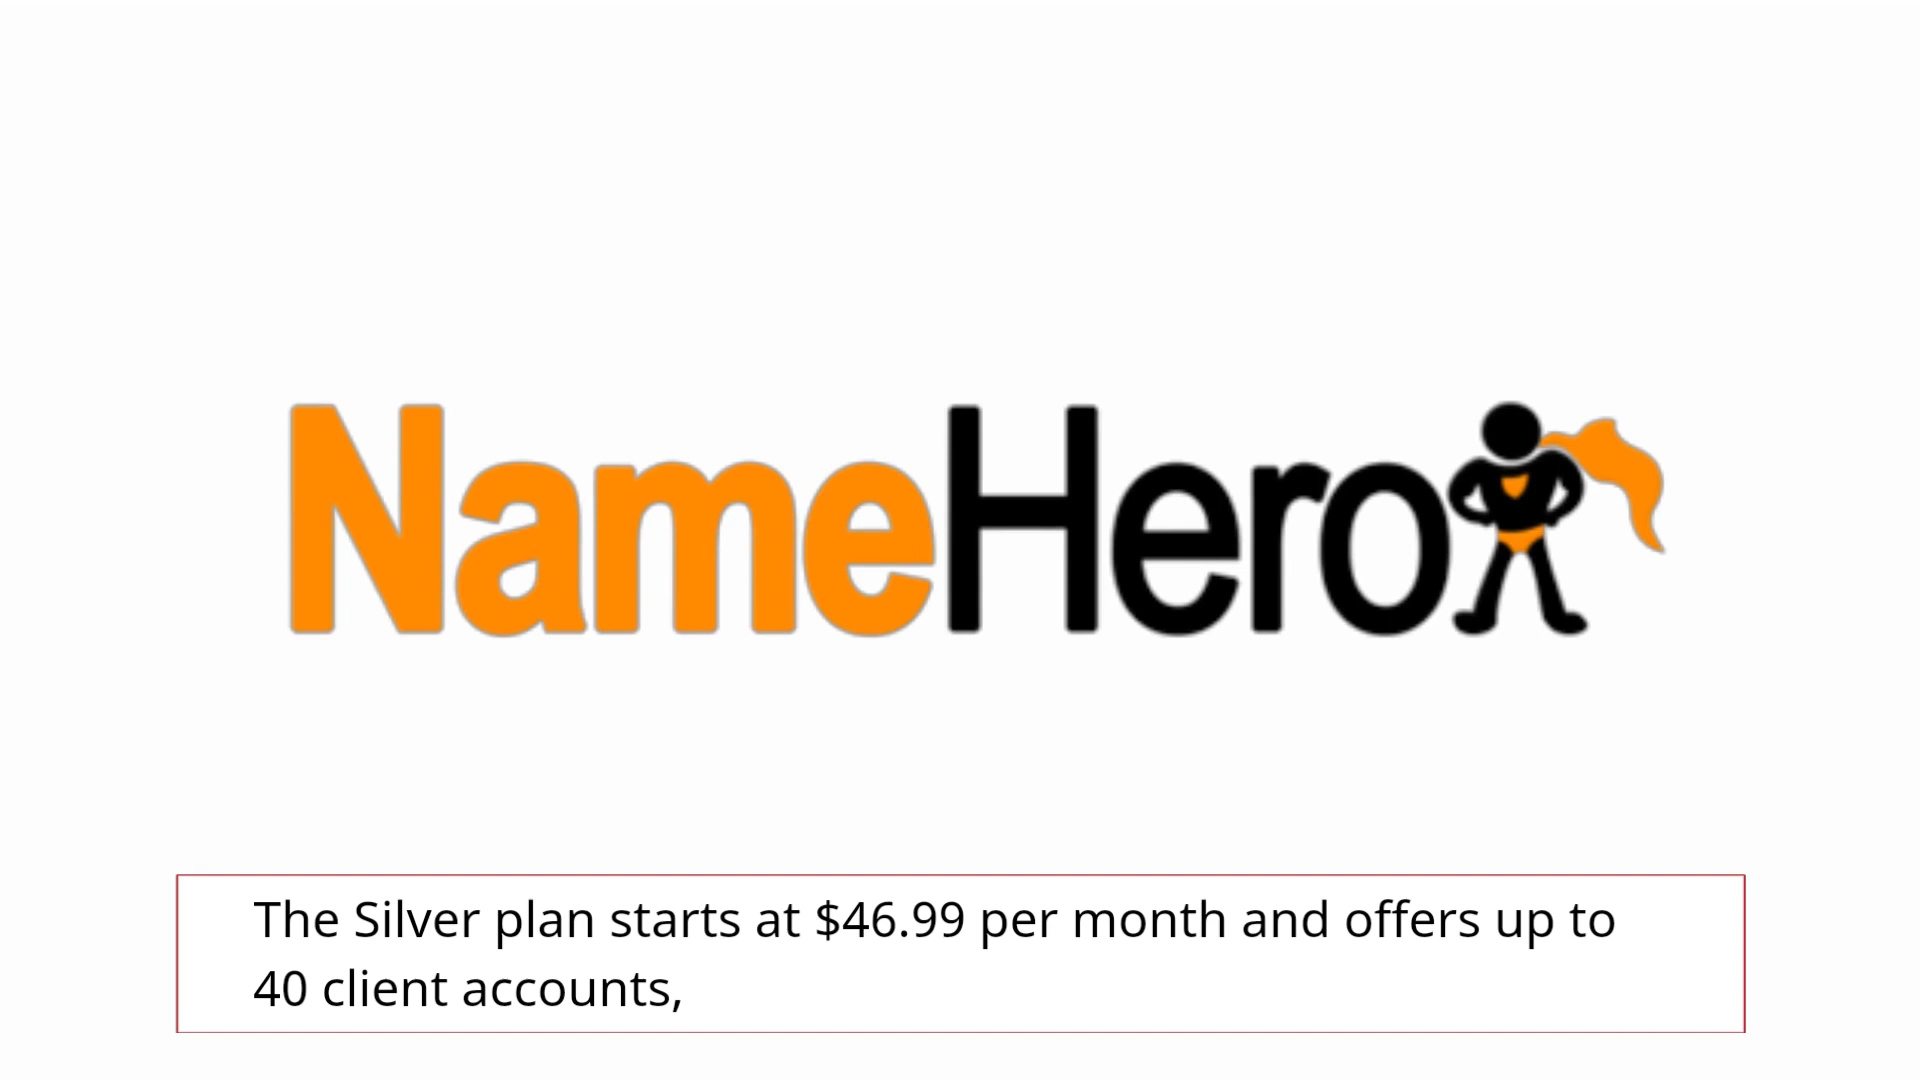 NameHero
The Silver plan starts at $46.99 per month and offers up to
40 client accounts,